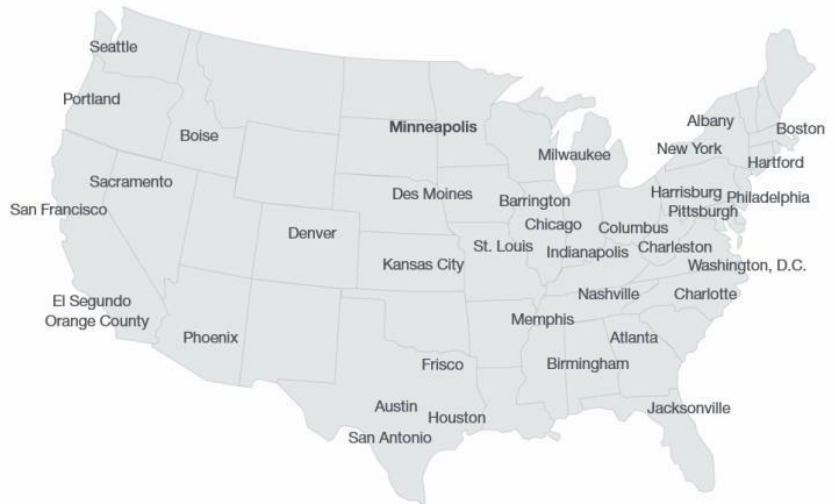 Seattle
Portland
Boise
Minneapolis
Albany
Boston
New York
Milwaukee
Hartford
Sacramento
Des Moines
Barrington
Harrisburg
Philadelphia
San Francisco
Pittsburgh
Chicago
Columbus
Denver
St. Louis
Indianapolis
Charleston
Kansas City
Washington, D.C.
El Segundo
Orange County
Nashville
Charlotte
Memphis
Phoenix
Atlanta
Frisco
Birmingham
Austin
Houston
Jacksonville
San Antonio